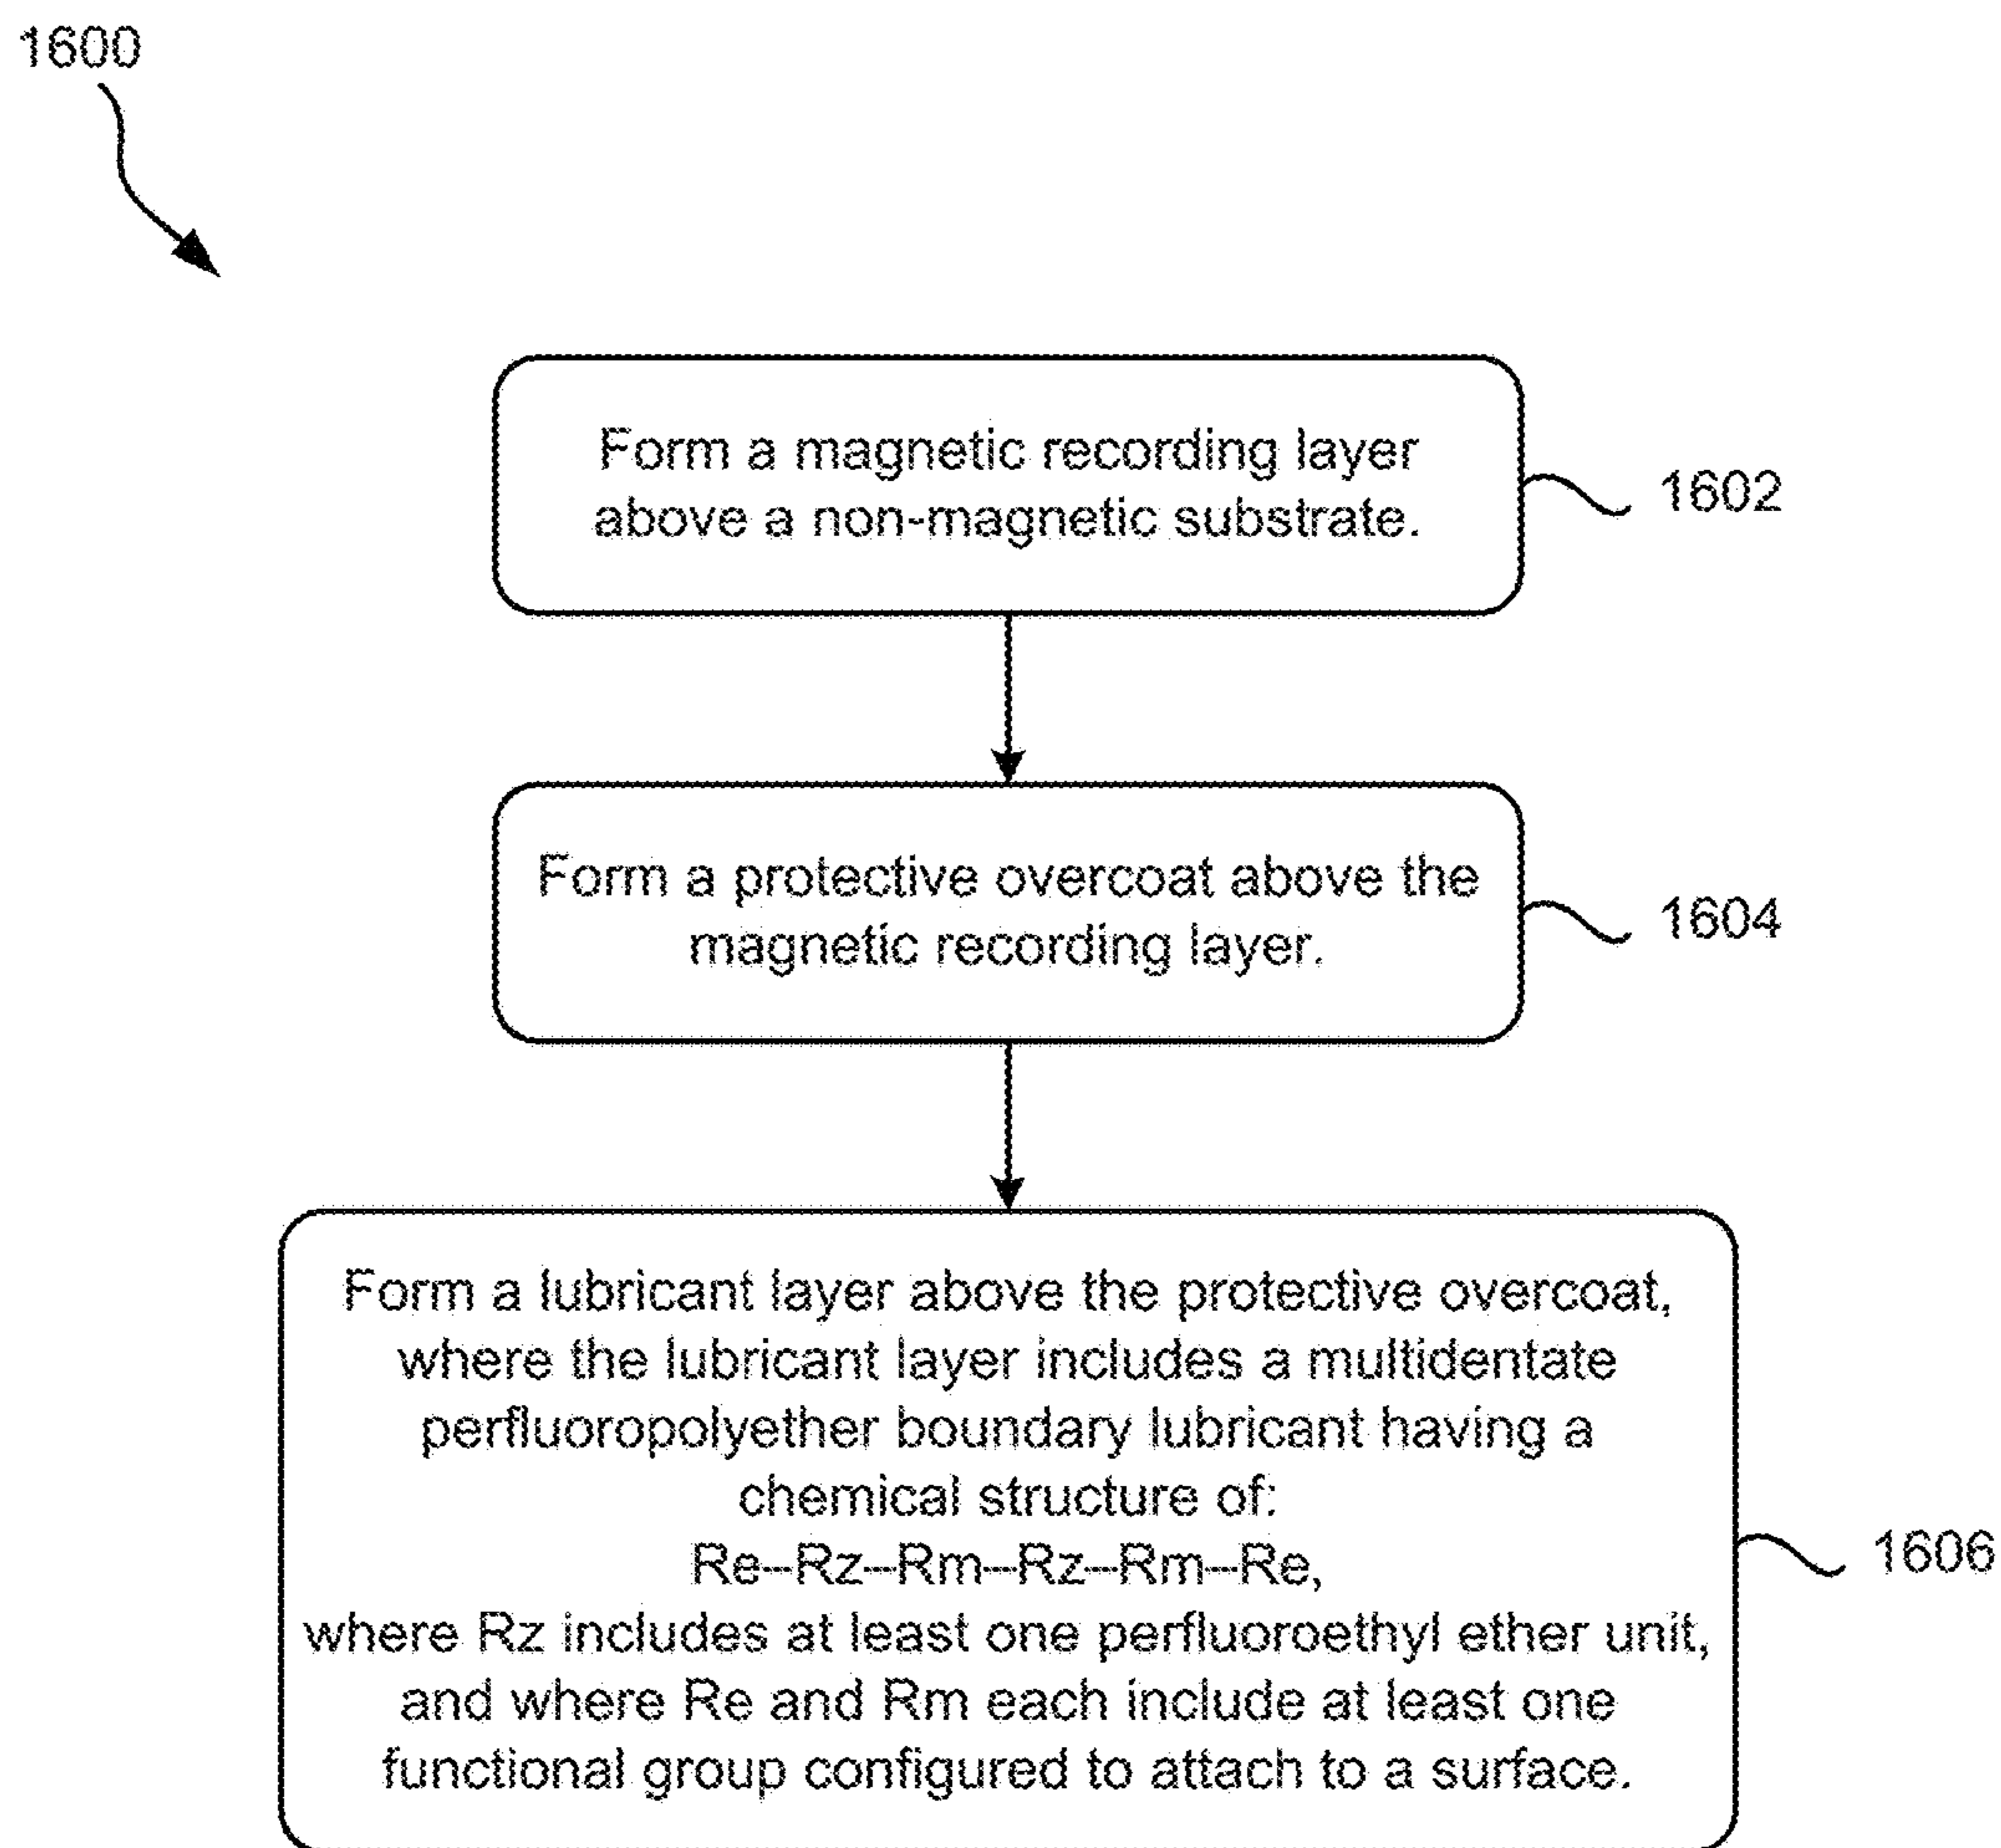 1600
Form a magnetic recording layer
above a non-magnetic substrate.
1602
Form a protective overcoat above the
magnetic recording layer.
1604
Form a lubricant layer above the protective overcoat,
where the lubricant layer includes a multidentate
perfluoropolyether boundary lubricant having a
chemical structure of:
Re–Rz–Rm–Rz–Rm–Re,
where Rz includes at least one perfluoroethyl ether unit,
and where Re and Rm each include at least one
functional group configured to attach to a surface.
1606